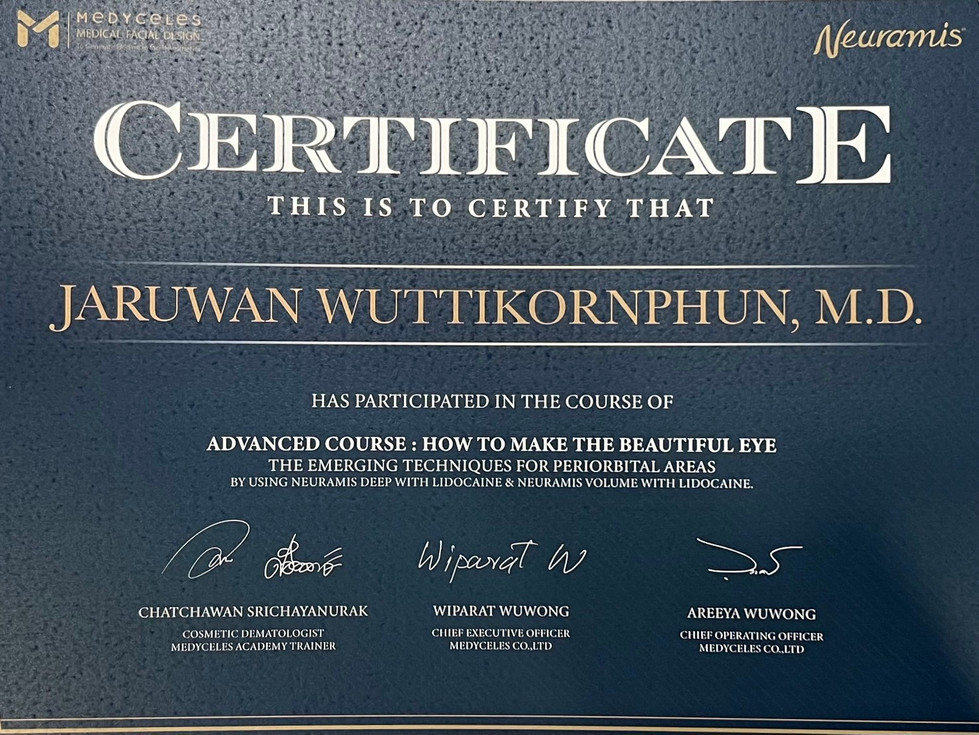 MEDYCELES
MEDICAL FACIAL DESIGN
Neuramis
CERTIFICATE
THIS IS TO CERTIFY THAT
JARUWAN WUTTIKORNPHUN, M.D.
HAS PARTICIPATED IN THE COURSE OF
ADVANCED COURSE : HOW TO MAKE THE BEAUTIFUL EYE
THE EMERGING TECHNIQUES FOR PERIORBITAL AREAS
BY USING NEURAMIS DEEP WITH LIDOCAINE & NEURAMIS VOLUME WITH LIDOCAINE.
Wiparat W
CHATCHAWAN SRICHAYANURAK
COSMETIC DEMATOLOGIST
MEDYCELES ACADEMY TRAINER
WIPARAT WUWONG
CHIEF EXECUTIVE OFFICER
MEDYCELES CO.,LTD
AREEYA WUWONG
CHIEF OPERATING OFFICER
MEDYCELES CO.,LTD